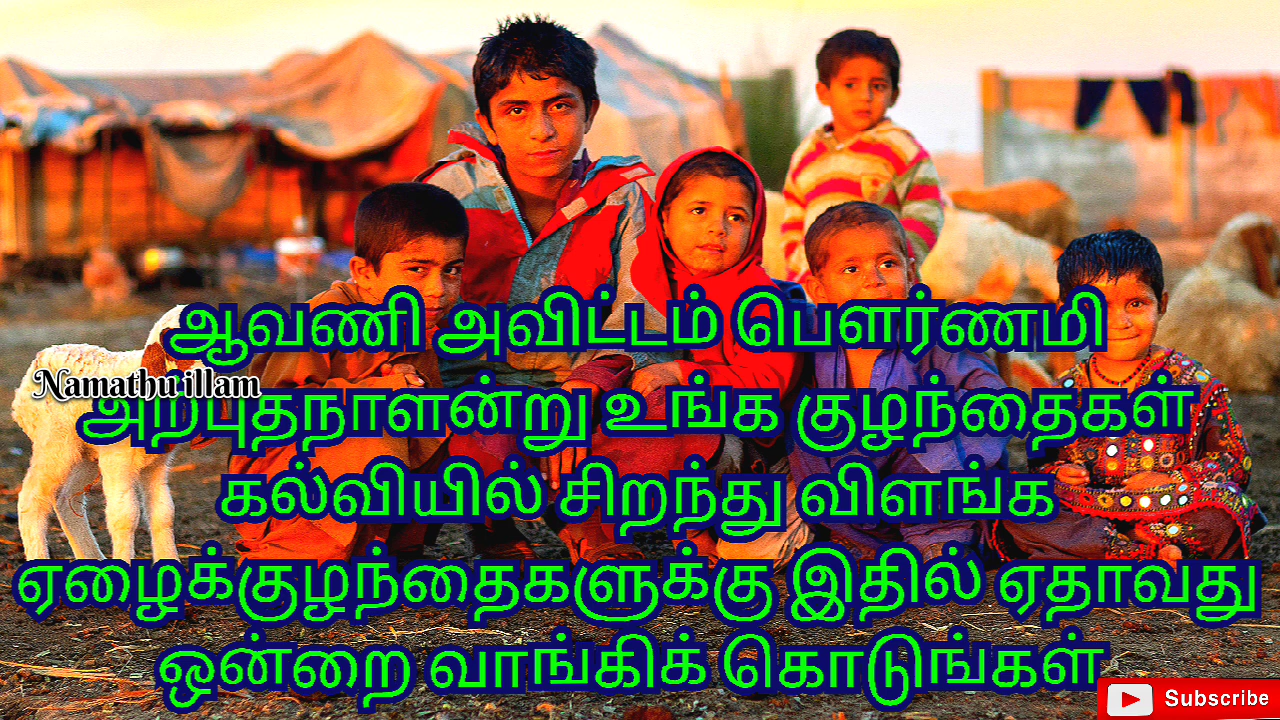 ஆவணி அவிட்டம் பௌர்ணமி
Namathu illam
அற்புதநாளன்று உங்க குழந்தைகள்
கல்வியில் சிறந்து விளங்க
ஏழைக்குழந்தைகளுக்கு இதில் ஏதாவது
ஒன்றை வாங்கிக் கொடுங்கள்
Subscribe